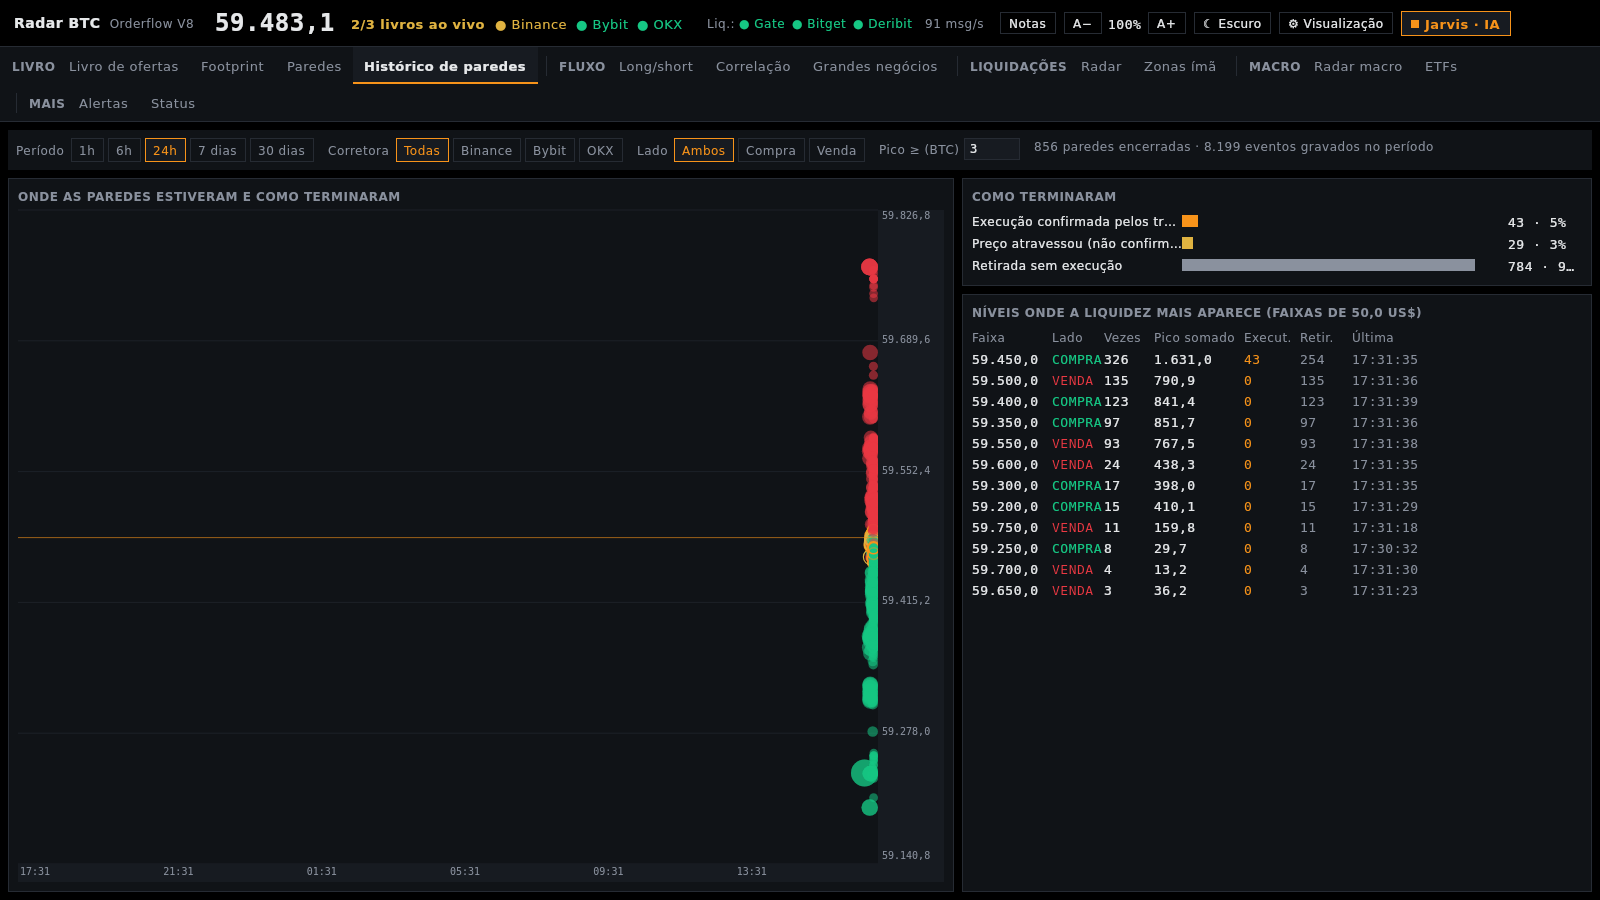 Radar BTC Orderflow V8 59.483,1 2/3 livros ao vivo ● Binance ● Bybit ● OKX Liq.: ● Gate ● Bitget ● Deribit 91 msg/s Notas A− 100% A+ ☾ Escuro ⚙ Visualização ■ Jarvis · IA
LIVRO Livro de ofertas Footprint Paredes Histórico de paredes FLUXO Long/short Correlação Grandes negócios LIQUIDAÇÕES Radar Zonas ímã MACRO Radar macro ETFs
MAIS Alertas Status
Período 1h 6h 24h 7 dias 30 dias Corretora Todas Binance Bybit OKX Lado Ambos Compra Venda Pico ≥ (BTC) 3 856 paredes encerradas · 8.199 eventos gravados no período
ONDE AS PAREDES ESTIVERAM E COMO TERMINARAM
59.826,8
59.689,6
59.552,4
59.415,2
59.278,0
59.140,8
17:31 21:31 01:31 05:31 09:31 13:31
COMO TERMINARAM
Execução confirmada pelos tr… 43 · 5%
Preço atravessou (não confirm… 29 · 3%
Retirada sem execução 784 · 9…
NÍVEIS ONDE A LIQUIDEZ MAIS APARECE (FAIXAS DE 50,0 US$)
Faixa Lado Vezes Pico somado Execut. Retir. Última
59.450,0 COMPRA 326 1.631,0 43 254 17:31:35
59.500,0 VENDA 135 790,9 0 135 17:31:36
59.400,0 COMPRA 123 841,4 0 123 17:31:39
59.350,0 COMPRA 97 851,7 0 97 17:31:36
59.550,0 VENDA 93 767,5 0 93 17:31:38
59.600,0 VENDA 24 438,3 0 24 17:31:35
59.300,0 COMPRA 17 398,0 0 17 17:31:35
59.200,0 COMPRA 15 410,1 0 15 17:31:29
59.750,0 VENDA 11 159,8 0 11 17:31:18
59.250,0 COMPRA 8 29,7 0 8 17:30:32
59.700,0 VENDA 4 13,2 0 4 17:31:30
59.650,0 VENDA 3 36,2 0 3 17:31:23